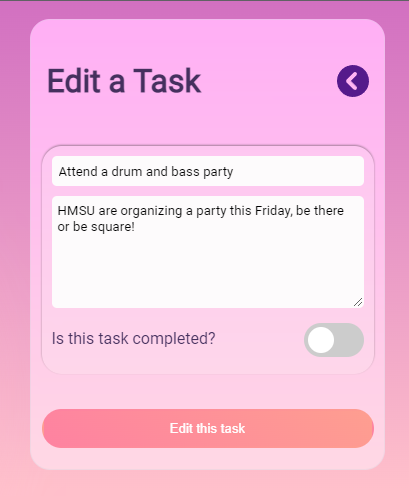 Edit a Task
Attend a drum and bass party
HMSU are organizing a party this Friday, be there
or be square!
Is this task completed?
Edit this task